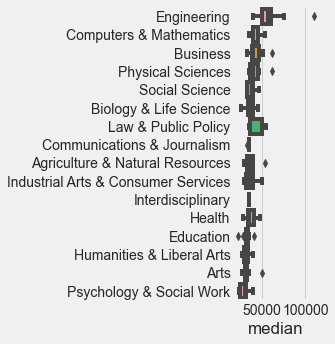 Engineering
Computers & Mathematics
Business
Physical Sciences
Social Science
Biology & Life Science
Law & Public Policy
Communications & Journalism
Agriculture & Natural Resources
Industrial Arts & Consumer Services
Interdisciplinary
Health
Education
Humanities & Liberal Arts
Arts
Psychology & Social Work
50000 100000
median